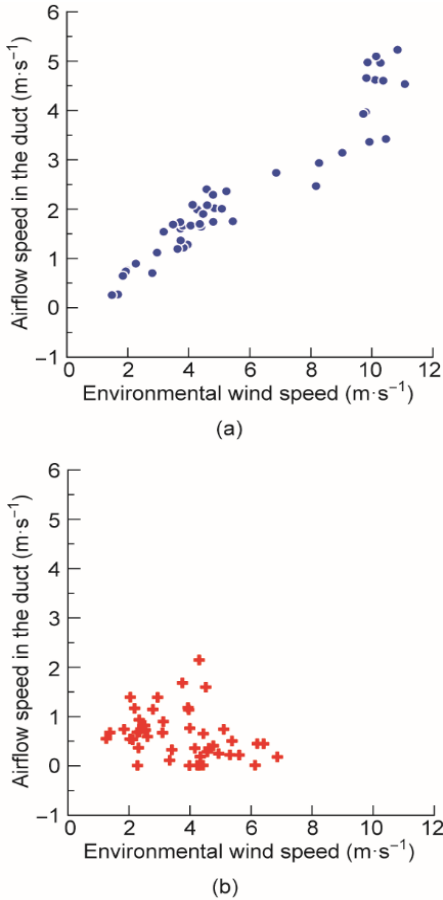 6
5
4
3
2
1
0
−1
0 2 4 6 8 10 12
Airflow speed in the duct (m·s⁻¹)
Environmental wind speed (m·s⁻¹)
(a)
6
5
4
3
2
1
0
−1
0 2 4 6 8 10 12
Airflow speed in the duct (m·s⁻¹)
Environmental wind speed (m·s⁻¹)
(b)